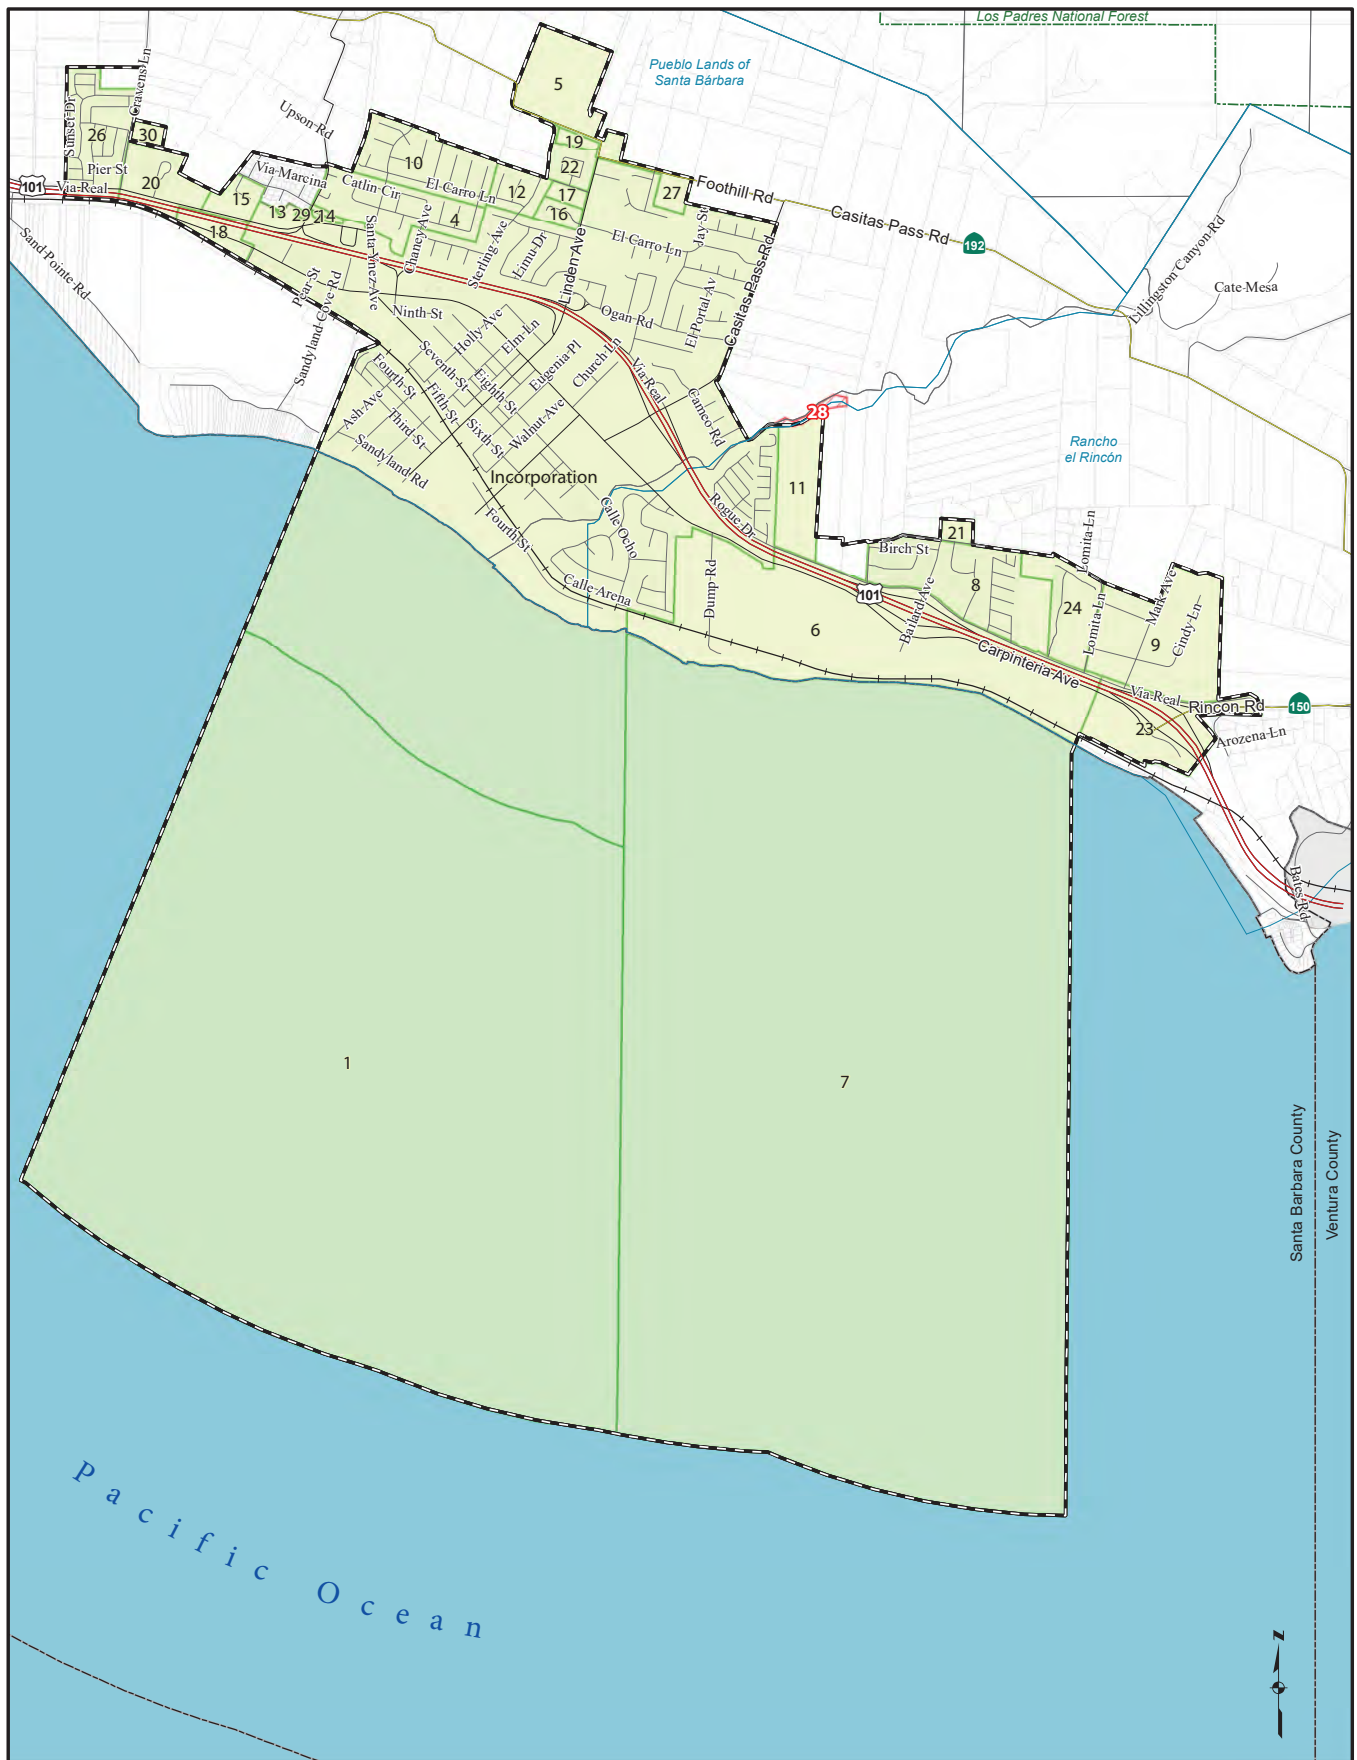 Los Padres National Forest
Pueblo Lands of
Santa Bárbara
5
Cravens Ln
Sunset Dr
26
30
Upson Rd
19
10
22
Pier St
Via Marcina
Catlin Cir
El Carro Ln
12
17
27
Foothill Rd
101
Via Real
20
15
13
29
2
14
4
16
Casitas Pass Rd
192
18
Santa Ynez Ave
Chaney Ave
Sterling Ave
Limu Dr
Linden Ave
El Carro Ln
Jay St
Casitas Pass Rd
Lillingston Canyon Rd
Cate Mesa
Sand Pointe Rd
Pear St
Sandyland Cove Rd
Ninth St
Holly Ave
Elm Ln
Ogan Rd
El Portal Av
Seventh St
Eighth St
Eugenia Pl
Church Ln
Via Real
Fourth St
Fifth St
Sixth St
Walnut Ave
Cameo Rd
28
Ash Ave
Third St
Sandyland Rd
Rancho
el Rincón
Incorporation
11
Rogue Dr
Calle Ocho
Fourth St
21
Birch St
Lomita Ln
Calle Arena
Dump Rd
101
8
Bailard Ave
24
Lomita Ln
Mark Ave
Cindy Ln
6
9
Carpinteria Ave
Via Real
Rincon Rd
150
23
Arozena Ln
Bates Rd
1
7
Santa Barbara County
Ventura County
Pacific Ocean
z